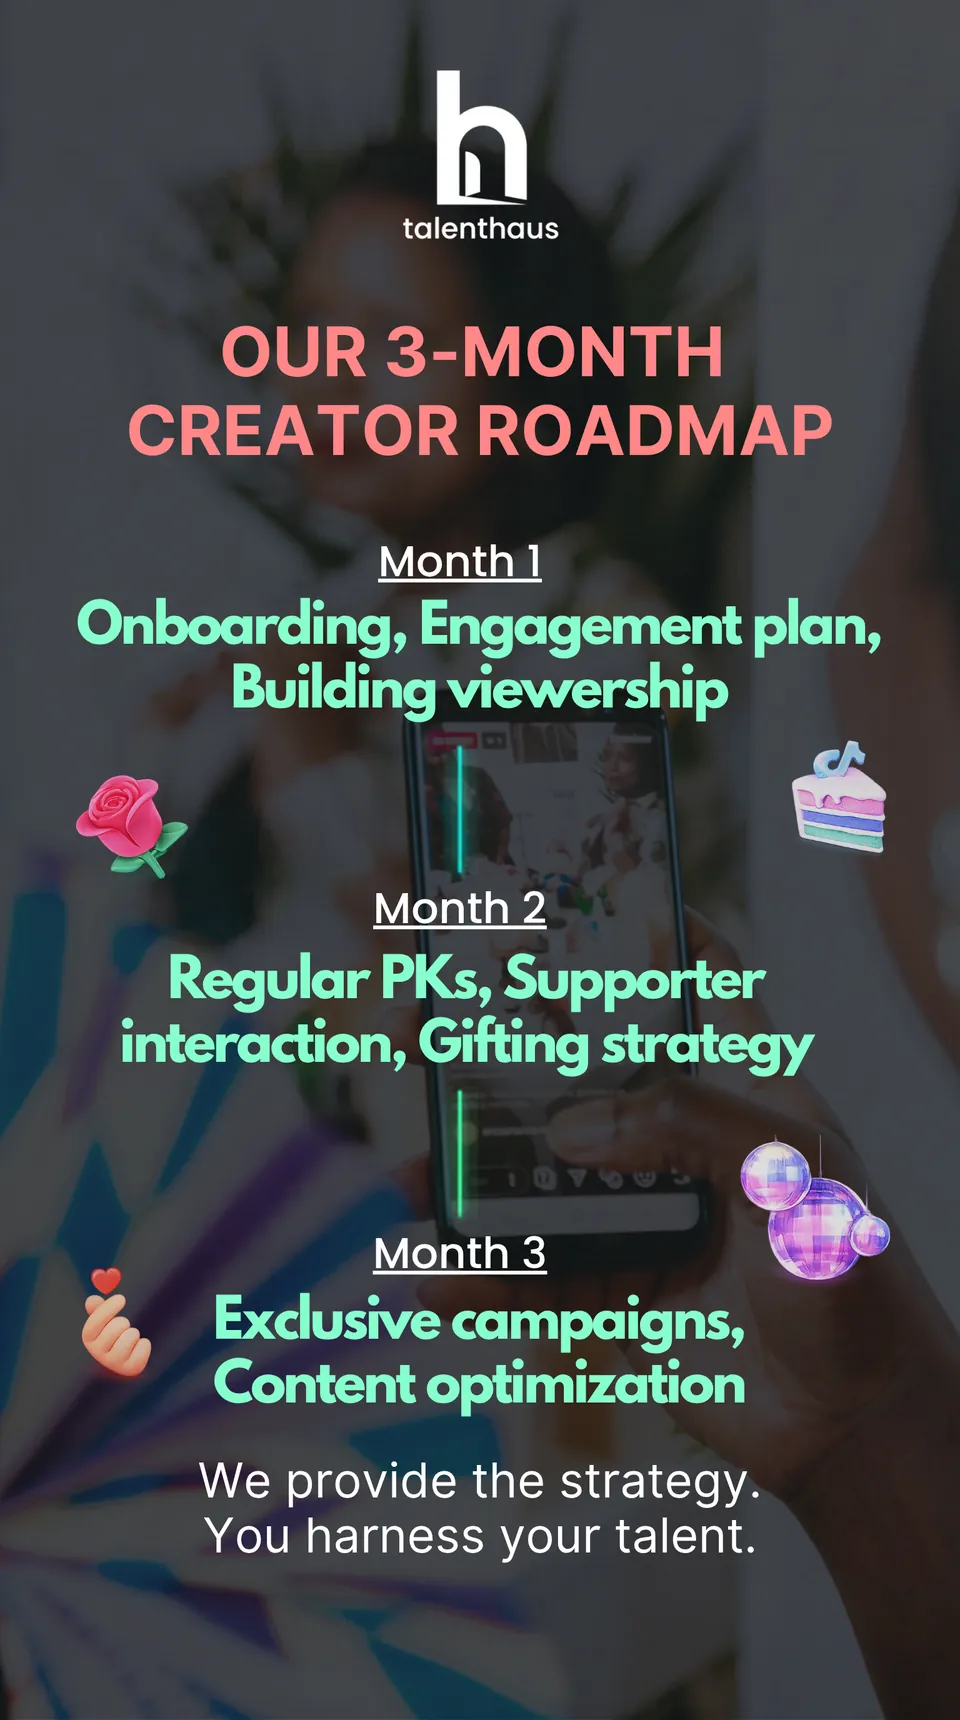 talenthaus
OUR 3-MONTH
CREATOR ROADMAP
Month 1
Onboarding, Engagement plan,
Building viewership
Month 2
Regular PKs, Supporter
interaction, Gifting strategy
Month 3
Exclusive campaigns,
Content optimization
We provide the strategy.
You harness your talent.